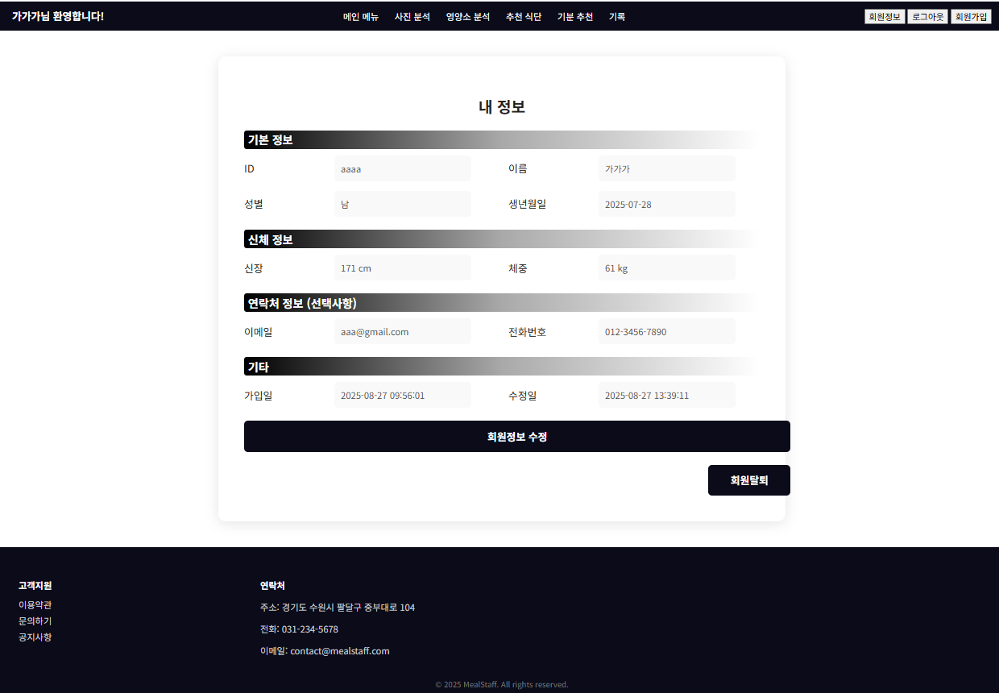 가가가님 환영합니다! 메인 메뉴 사진 분석 영양소 분석 추천 식단 기분 추천 기록 회원정보 로그아웃 회원가입
내 정보
기본 정보
ID aaaa 이름 가가가
성별 남 생년월일 2025-07-28
신체 정보
신장 171 cm 체중 61 kg
연락처 정보 (선택사항)
이메일 aaa@gmail.com 전화번호 012-3456-7890
기타
가입일 2025-08-27 09:56:01 수정일 2025-08-27 13:39:11
회원정보 수정
회원탈퇴
고객지원
이용약관
문의하기
공지사항
연락처
주소: 경기도 수원시 팔달구 중부대로 104
전화: 031-234-5678
이메일: contact@mealstaff.com
© 2025 MealStaff. All rights reserved.